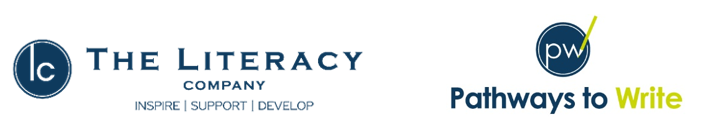 lc
THE LITERACY
COMPANY
INSPIRE | SUPPORT | DEVELOP
pw
Pathways to Write